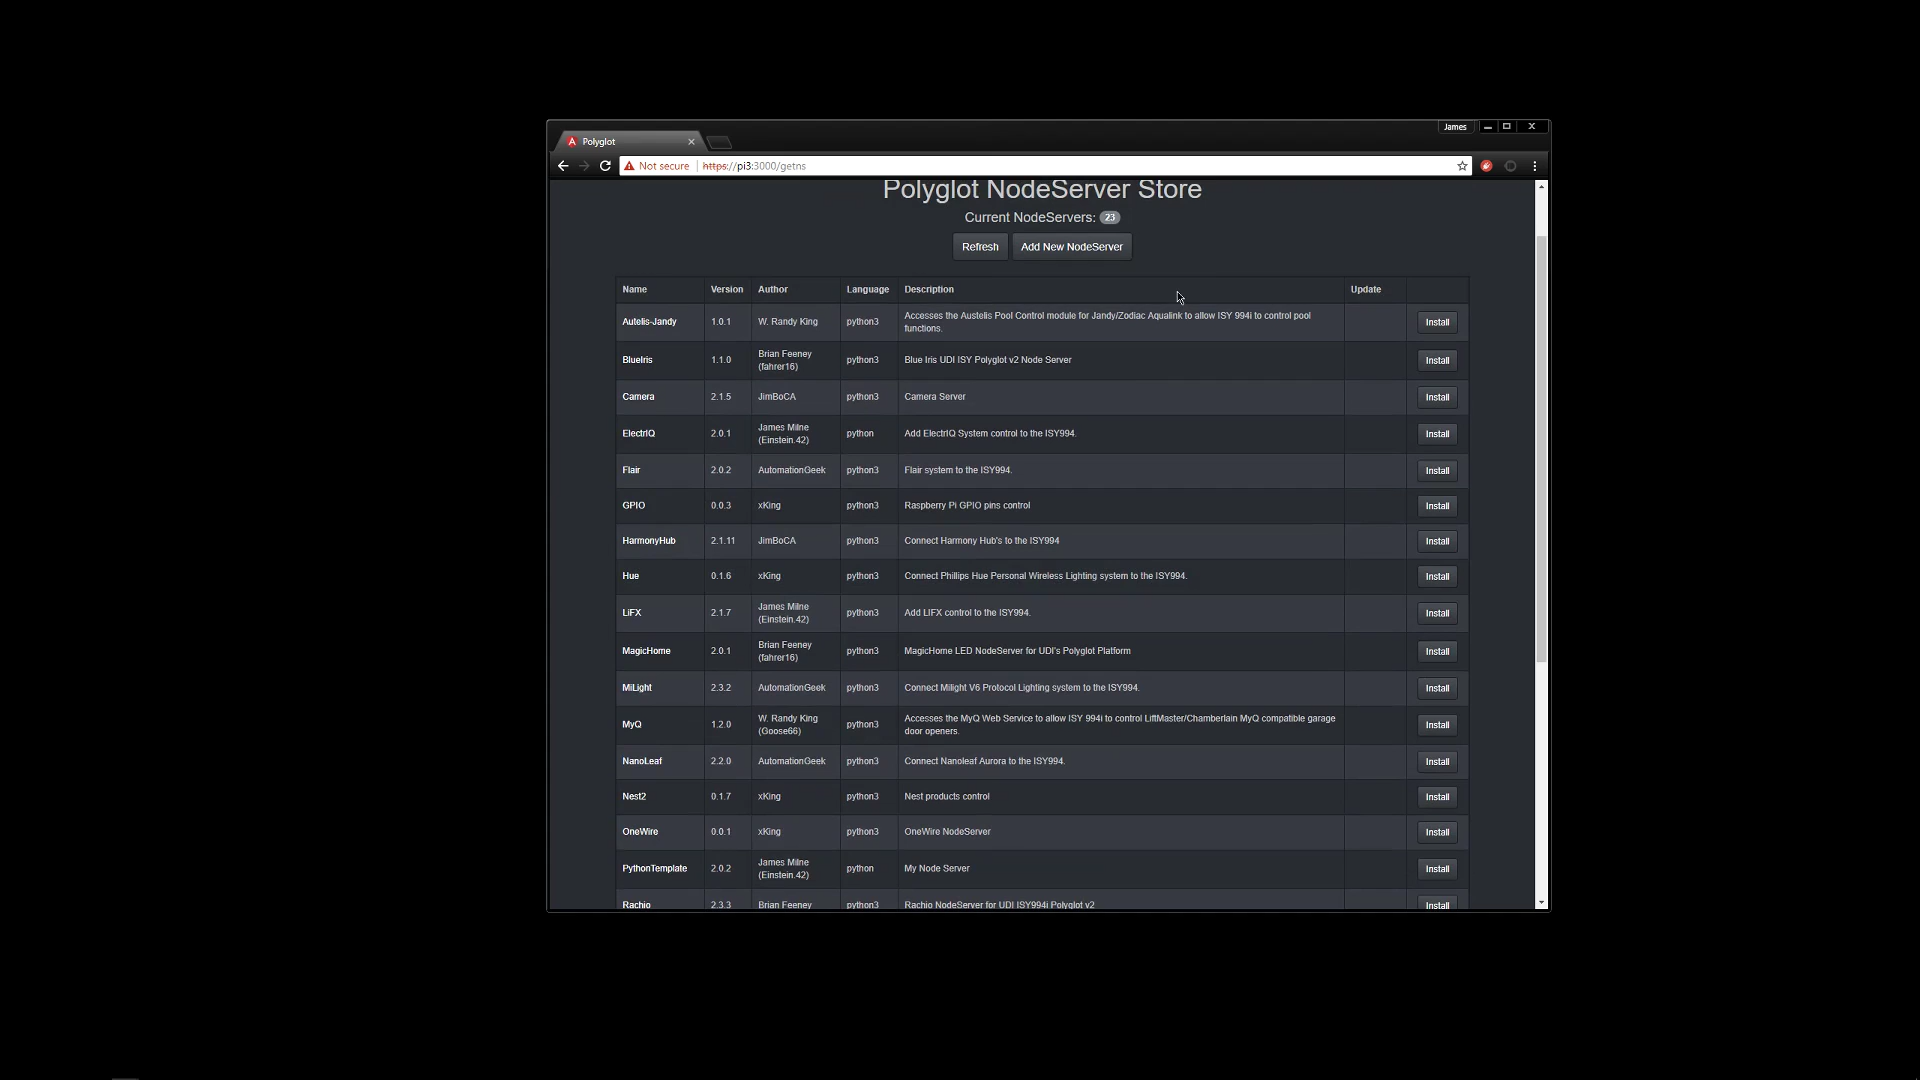 James
Polyglot
Not secure https://pi3:3000/getns
Polyglot NodeServer Store
Current NodeServers: 23
Refresh Add New NodeServer
Name Version Author Language Description Update
Autelis-Jandy 1.0.1 W. Randy King python3 Accesses the Austelis Pool Control module for Jandy/Zodiac Aqualink to allow ISY 994i to control pool
functions. Install
BlueIris 1.1.0 Brian Feeney
(fahrer16) python3 Blue Iris UDI ISY Polyglot v2 Node Server Install
Camera 2.1.5 JimBoCA python3 Camera Server Install
ElectrIQ 2.0.1 James Milne
(Einstein.42) python Add ElectrIQ System control to the ISY994. Install
Flair 2.0.2 AutomationGeek python3 Flair system to the ISY994. Install
GPIO 0.0.3 xKing python3 Raspberry Pi GPIO pins control Install
HarmonyHub 2.1.11 JimBoCA python3 Connect Harmony Hub's to the ISY994 Install
Hue 0.1.6 xKing python3 Connect Phillips Hue Personal Wireless Lighting system to the ISY994. Install
LiFX 2.1.7 James Milne
(Einstein.42) python3 Add LIFX control to the ISY994. Install
MagicHome 2.0.1 Brian Feeney
(fahrer16) python3 MagicHome LED NodeServer for UDI's Polyglot Platform Install
MiLight 2.3.2 AutomationGeek python3 Connect Milight V6 Protocol Lighting system to the ISY994. Install
MyQ 1.2.0 W. Randy King
(Goose66) python3 Accesses the MyQ Web Service to allow ISY 994i to control LiftMaster/Chamberlain MyQ compatible garage
door openers. Install
NanoLeaf 2.2.0 AutomationGeek python3 Connect Nanoleaf Aurora to the ISY994. Install
Nest2 0.1.7 xKing python3 Nest products control Install
OneWire 0.0.1 xKing python3 OneWire NodeServer Install
PythonTemplate 2.0.2 James Milne
(Einstein.42) python My Node Server Install
Rachio 2.3.3 Brian Feeney python3 Rachio NodeServer for UDI ISY994i Polyglot v2 Install